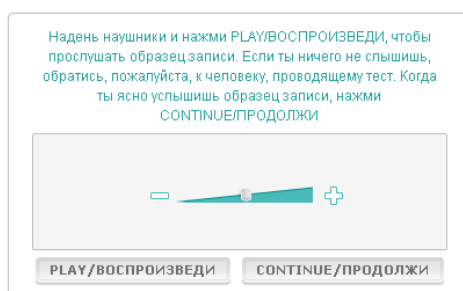 Надень наушники и нажми PLAY/ВОСПРОИЗВЕДИ, чтобы
прослушать образец записи. Если ты ничего не слышишь,
обратись, пожалуйста, к человеку, проводящему тест. Когда
ты ясно услышишь образец записи, нажми
CONTINUE/ПРОДОЛЖИ
PLAY/ВОСПРОИЗВЕДИ CONTINUE/ПРОДОЛЖИ